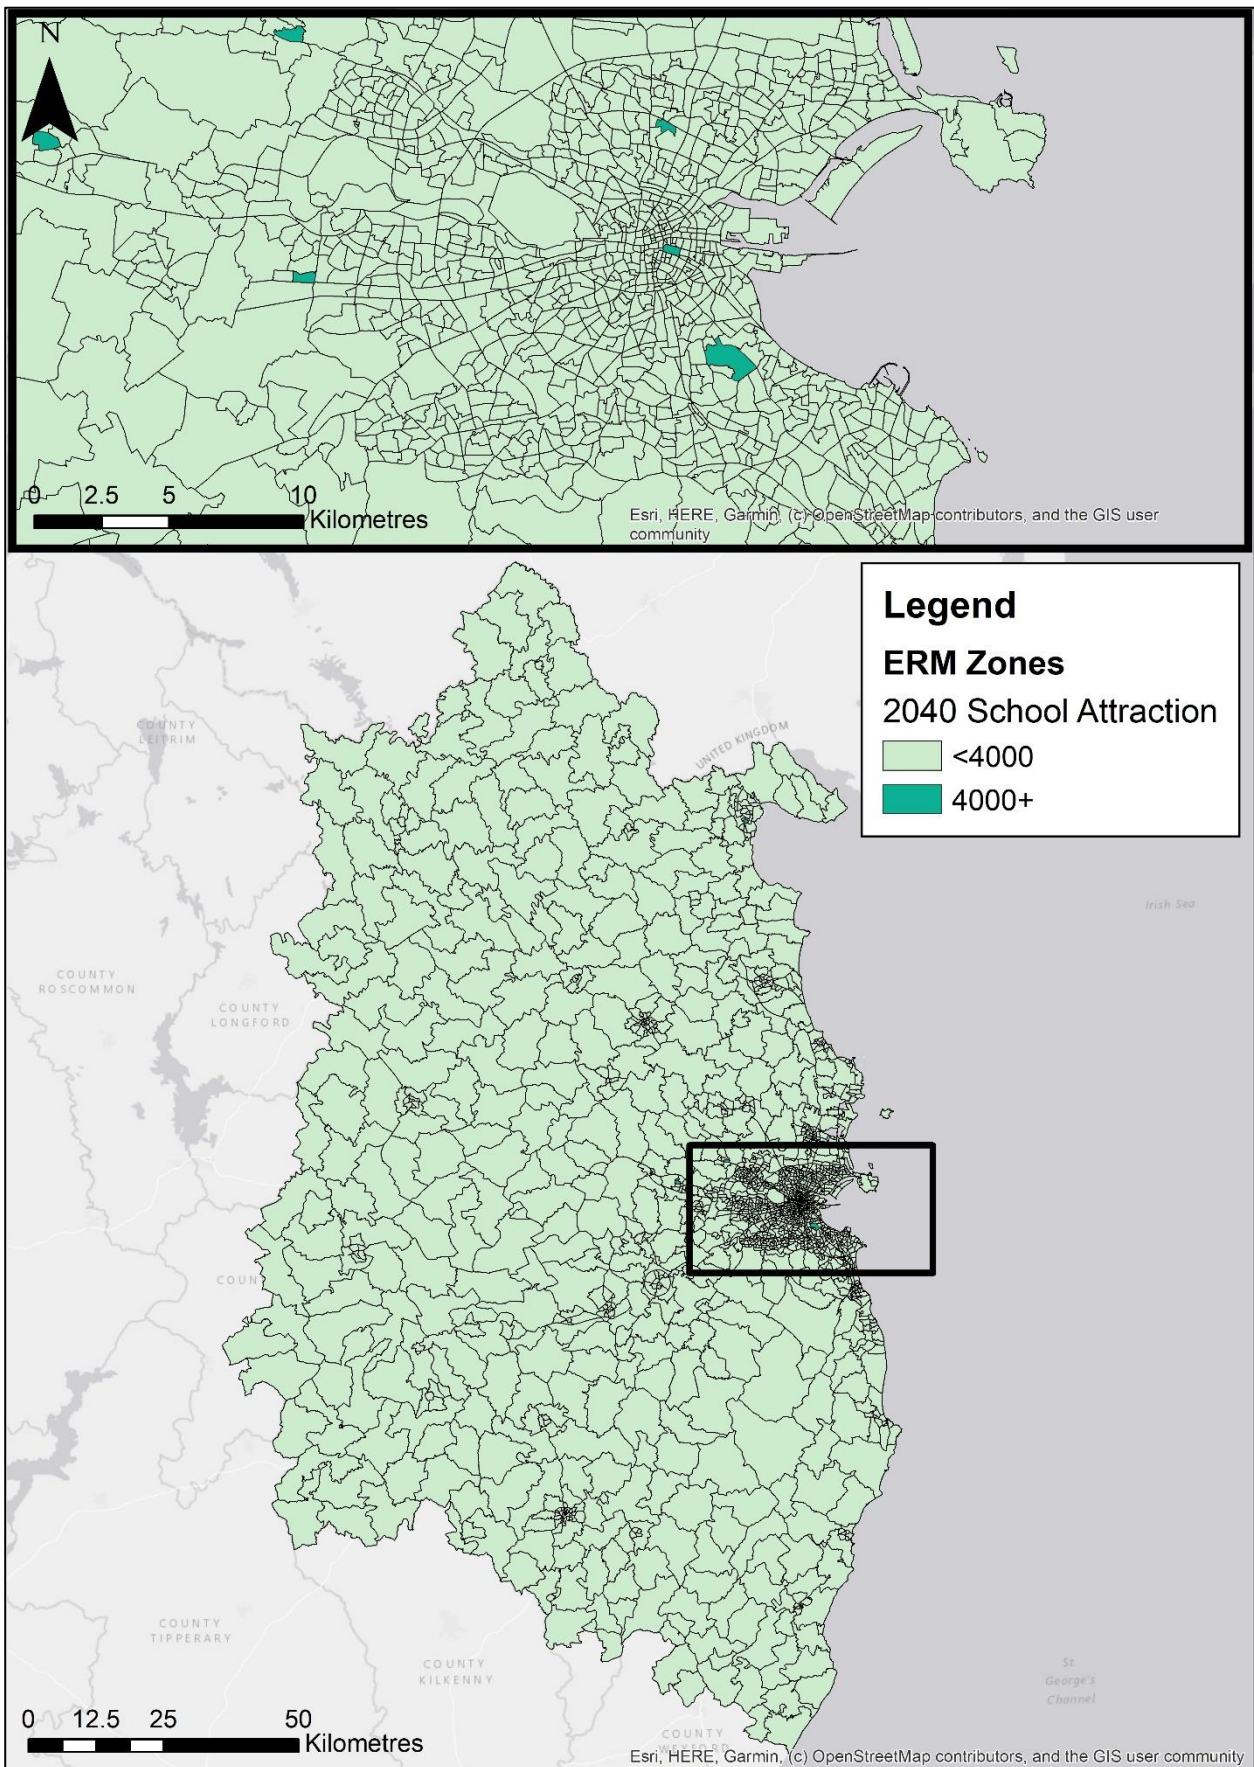 N
0 2.5 5 10
Kilometres
Esri, HERE, Garmin, (c) OpenStreetMap contributors, and the GIS user
community
Legend
ERM Zones
2040 School Attraction
<4000
4000+
COUNTY
LEITRIM
UNITED KINGDOM
Irish Sea
COUNTY
ROSCOMMON
COUNTY
LONGFORD
COUN
COUNTY
TIPPERARY
COUNTY
KILKENNY
St.
George's
Channel
COUNTY
WEXFORD
0 12.5 25 50
Kilometres
Esri, HERE, Garmin, (c) OpenStreetMap contributors, and the GIS user community